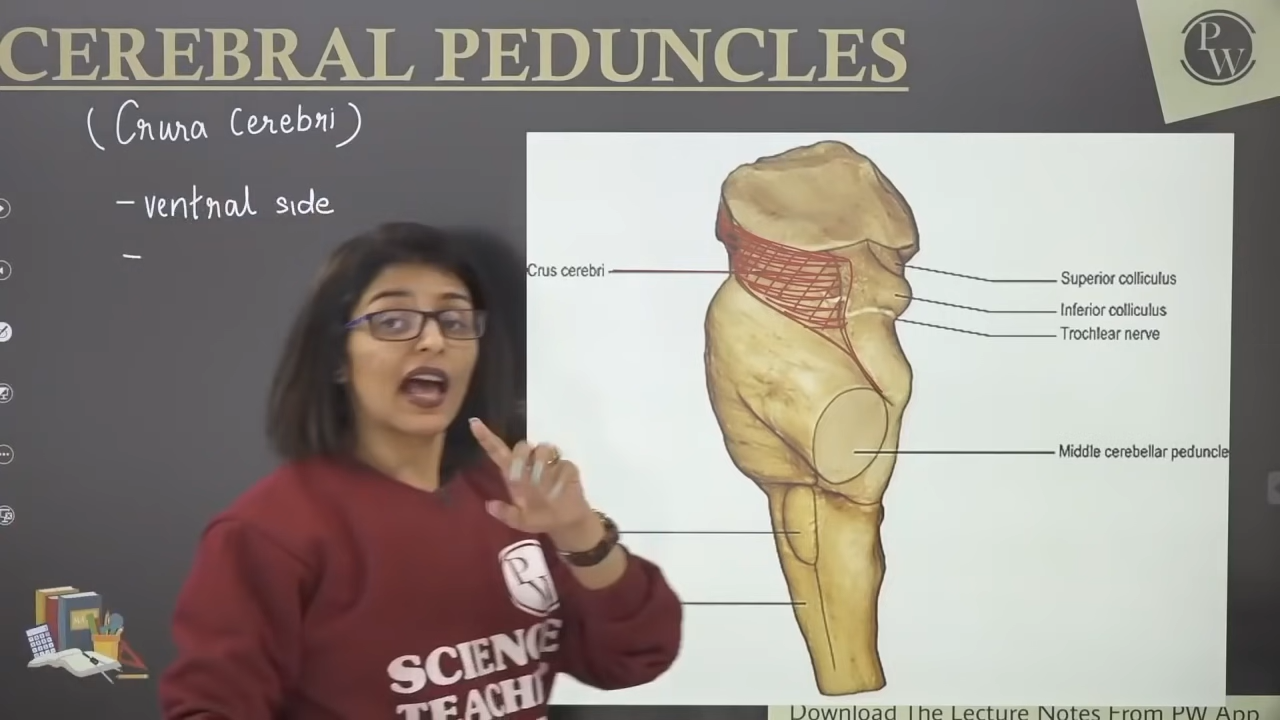 CEREBRAL PEDUNCLES
PW
(Crura Cerebri)
- ventral side
-
Crus cerebri
Superior colliculus
Inferior colliculus
Trochlear nerve
Middle cerebellar peduncle
PW
SCIENCE
Download The Lecture Notes From PW App